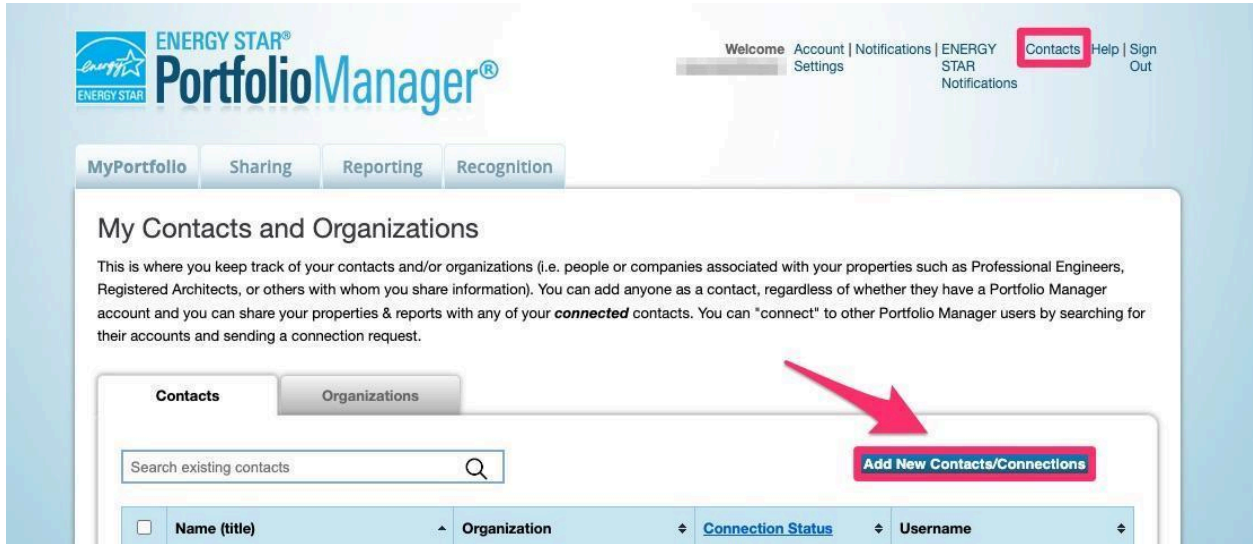 ENERGY STAR®
PortfolioManager®
energy
ENERGY STAR
Welcome Account | Notifications | ENERGY Contacts Help | Sign
Settings STAR Out
Notifications
MyPortfolio Sharing Reporting Recognition
My Contacts and Organizations
This is where you keep track of your contacts and/or organizations (i.e. people or companies associated with your properties such as Professional Engineers,
Registered Architects, or others with whom you share information). You can add anyone as a contact, regardless of whether they have a Portfolio Manager
account and you can share your properties & reports with any of your connected contacts. You can "connect" to other Portfolio Manager users by searching for
their accounts and sending a connection request.
Contacts Organizations
Search existing contacts
Add New Contacts/Connections
Name (title) Organization Connection Status Username